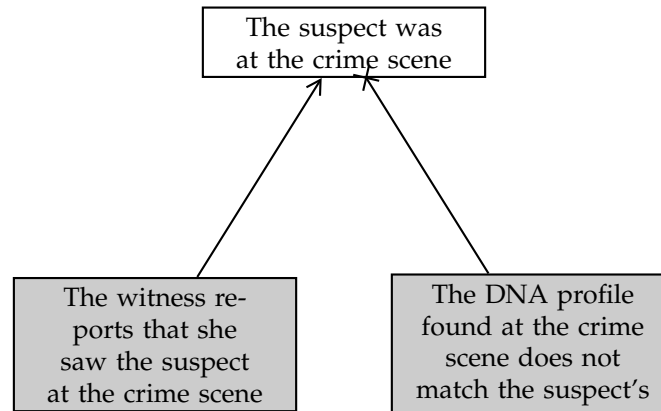 The suspect was
at the crime scene
The witness re-
ports that she
saw the suspect
at the crime scene
The DNA profile
found at the crime
scene does not
match the suspect's